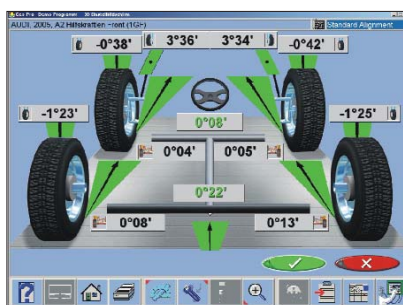 AUDI, 2005, A2 Hilfskraftlen Front (1GF)
Standard Alignment
-0°38' 3°36' 3°34' -0°42'
-1°23' 0°08' -1°25'
0°04' 0°05'
0°22'
0°08' 0°13'